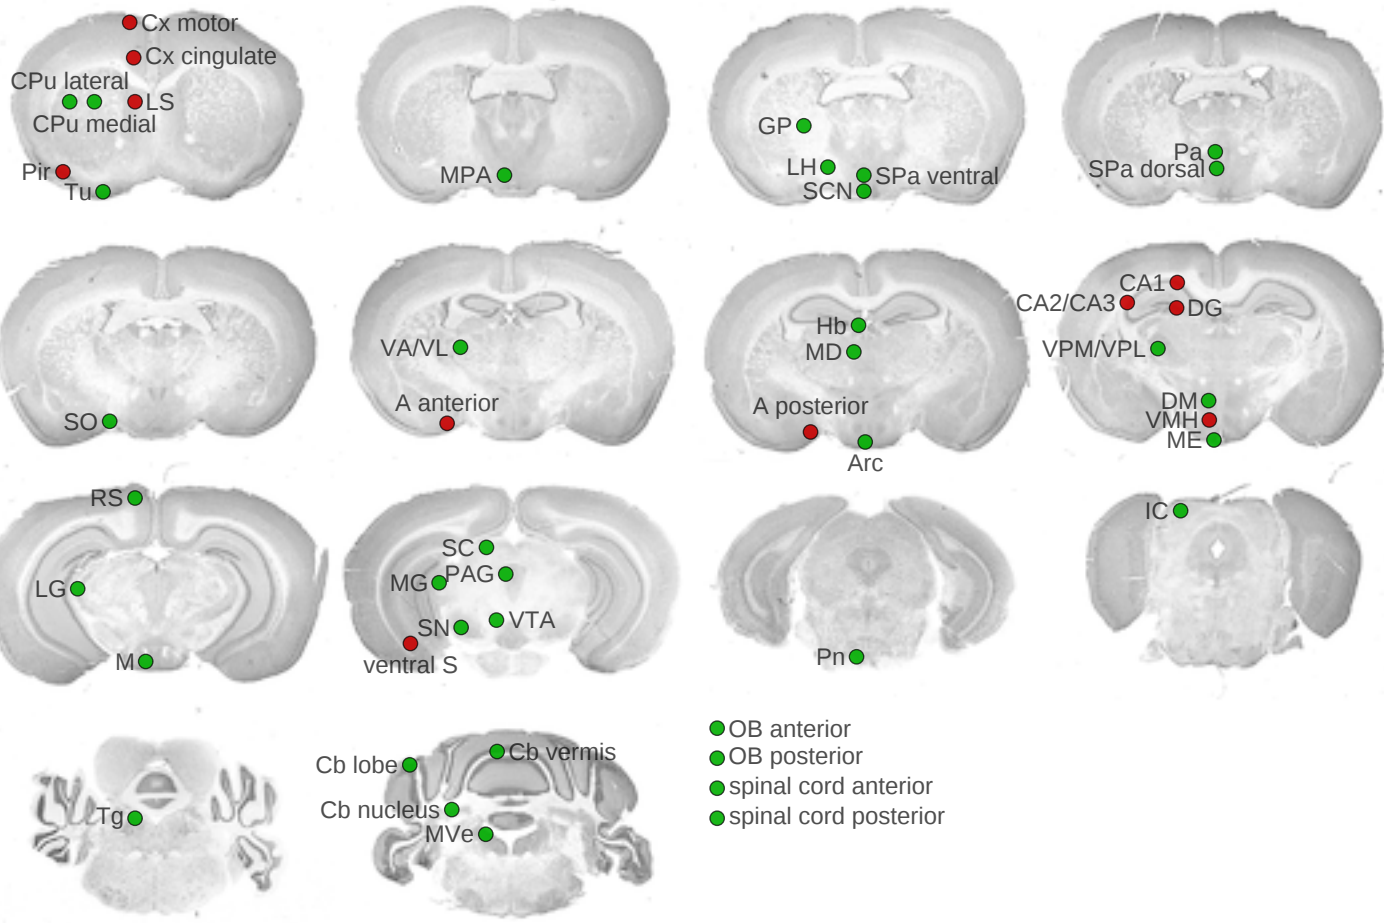 Cx motor
Cx cingulate
CPu lateral
LS
CPu medial
Pir
Tu
MPA
GP
LH
SPa ventral
SCN
Pa
SPa dorsal
SO
VA/VL
A anterior
Hb
MD
A posterior
Arc
CA1
CA2/CA3
DG
VPM/VPL
DM
VMH
ME
RS
LG
M
SC
MG
PAG
SN
VTA
ventral S
Pn
IC
Tg
Cb lobe
Cb vermis
Cb nucleus
MVe
OB anterior
OB posterior
spinal cord anterior
spinal cord posterior